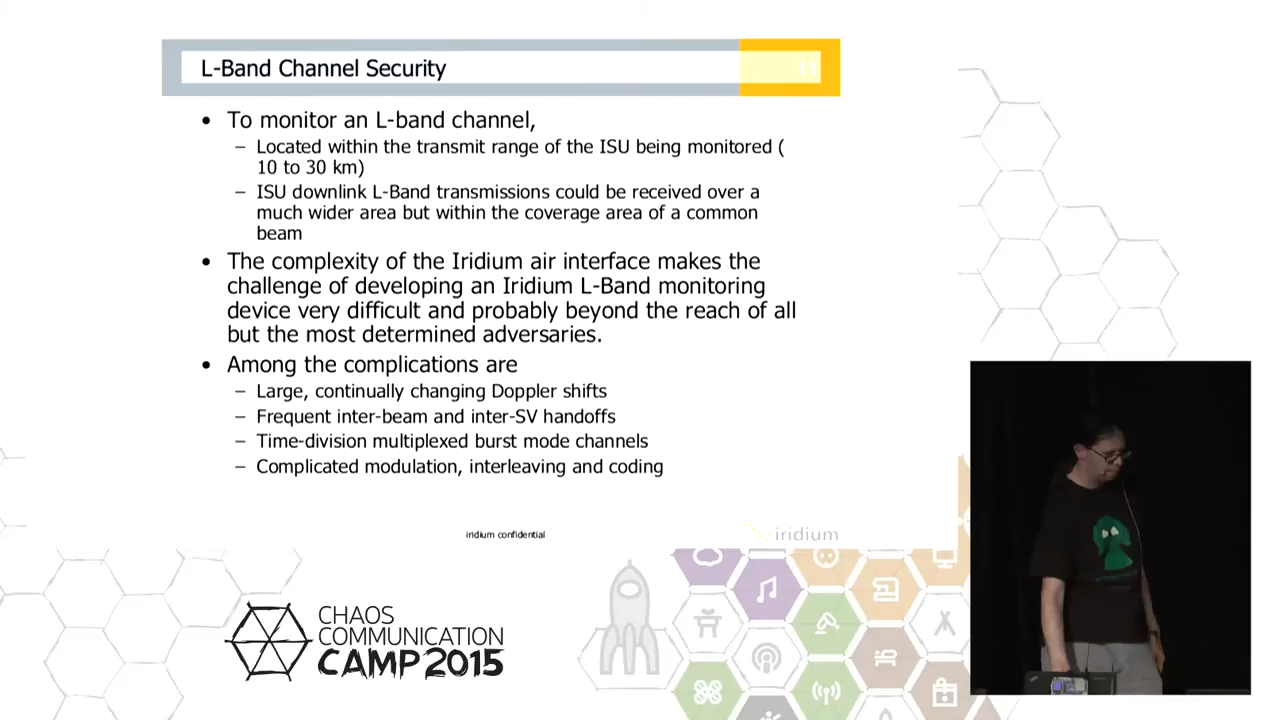 L-Band Channel Security
11
• To monitor an L-band channel,
– Located within the transmit range of the ISU being monitored (
10 to 30 km)
– ISU downlink L-Band transmissions could be received over a
much wider area but within the coverage area of a common
beam
• The complexity of the Iridium air interface makes the
challenge of developing an Iridium L-Band monitoring
device very difficult and probably beyond the reach of all
but the most determined adversaries.
• Among the complications are
– Large, continually changing Doppler shifts
– Frequent inter-beam and inter-SV handoffs
– Time-division multiplexed burst mode channels
– Complicated modulation, interleaving and coding
iridium confidential
iridium
CHAOS
COMMUNICATION
CAMP 2015